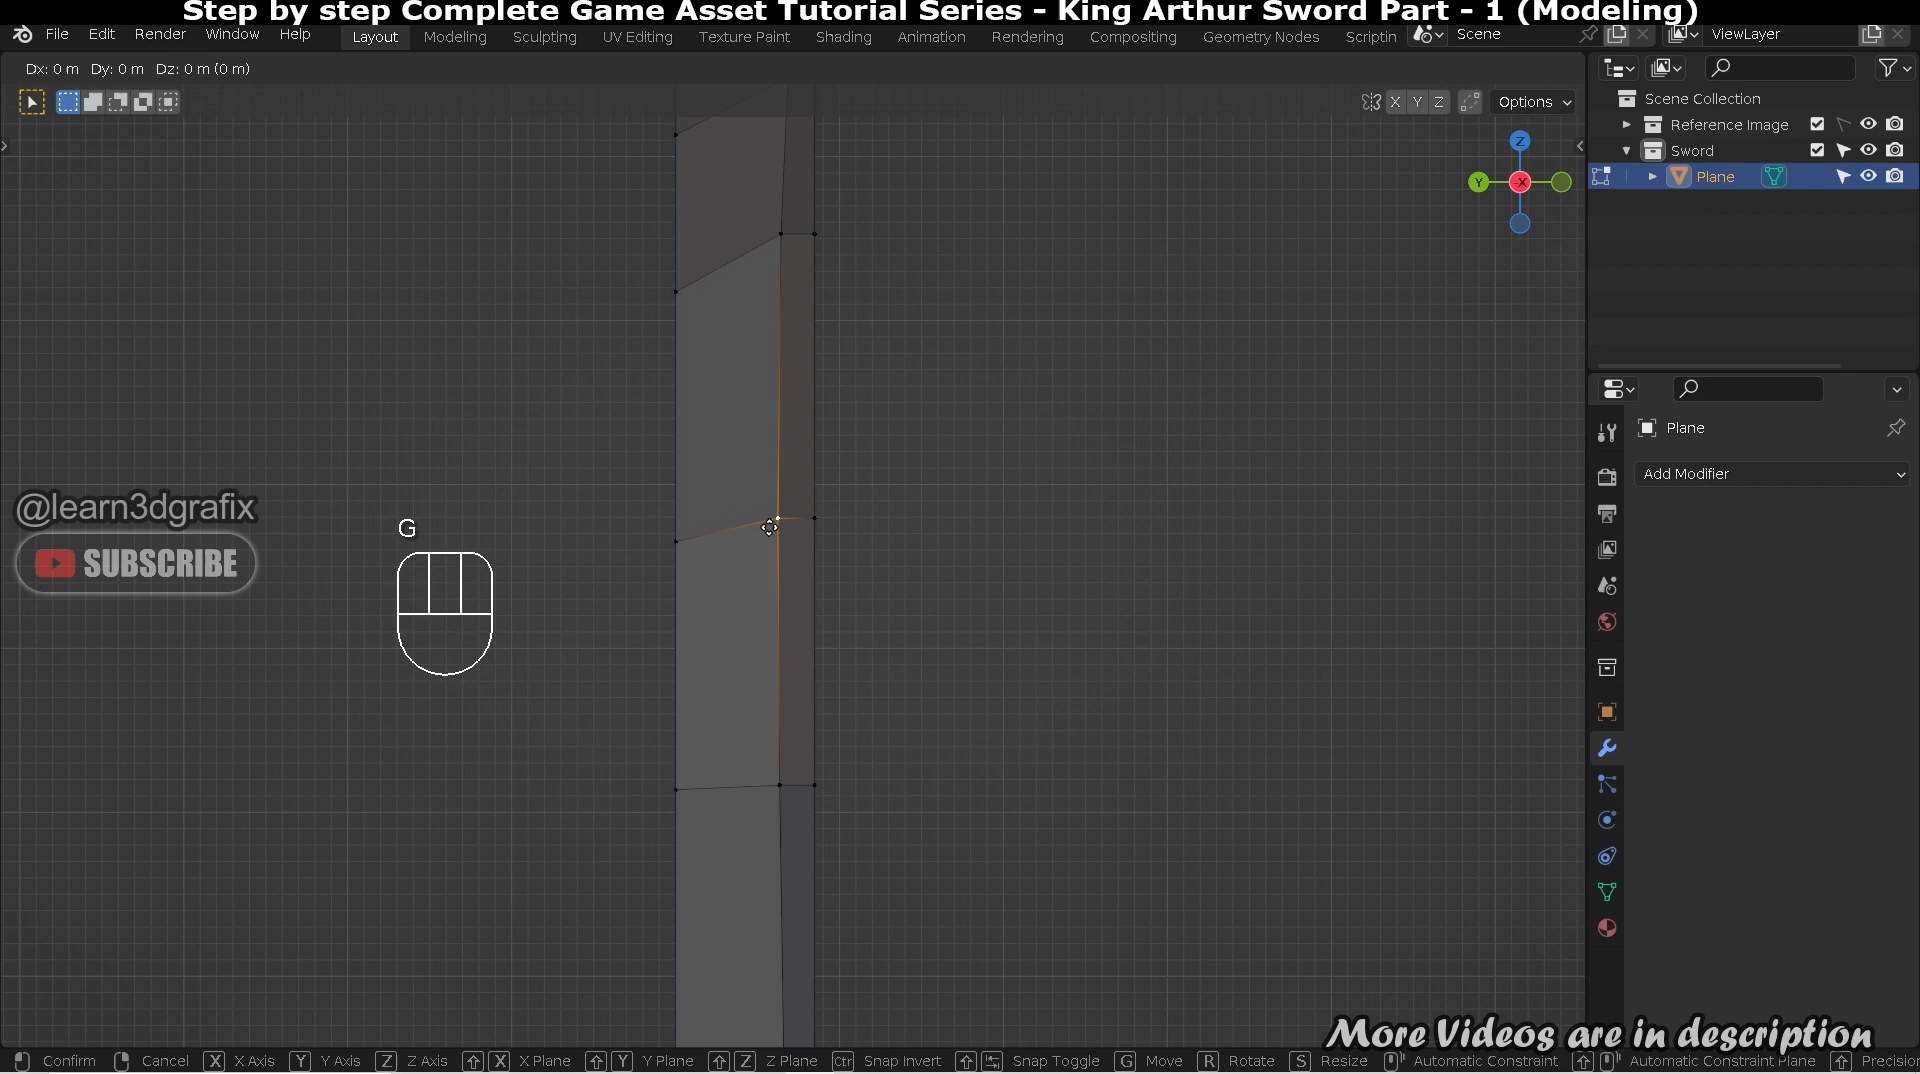 Step by step Complete Game Asset Tutorial Series - King Arthur Sword Part - 1 (Modeling)
File Edit Render Window Help Layout Modeling Sculpting UV Editing Texture Paint Shading Animation Rendering Compositing Geometry Nodes Scriptin Scene ViewLayer
Dx: 0 m Dy: 0 m Dz: 0 m (0 m)
X Y Z Options
Scene Collection
Reference Image
Sword
Plane
Z
Y -X
Plane
Add Modifier
@learn3dgrafix
G
SUBSCRIBE
More Videos are in description
Confirm Cancel X X Axis Y Y Axis Z Z Axis X X Plane Y Y Plane Z Z Plane Ctrl Snap Invert Snap Toggle G Move R Rotate S Resize Automatic Constraint Automatic Constraint Plane Precision